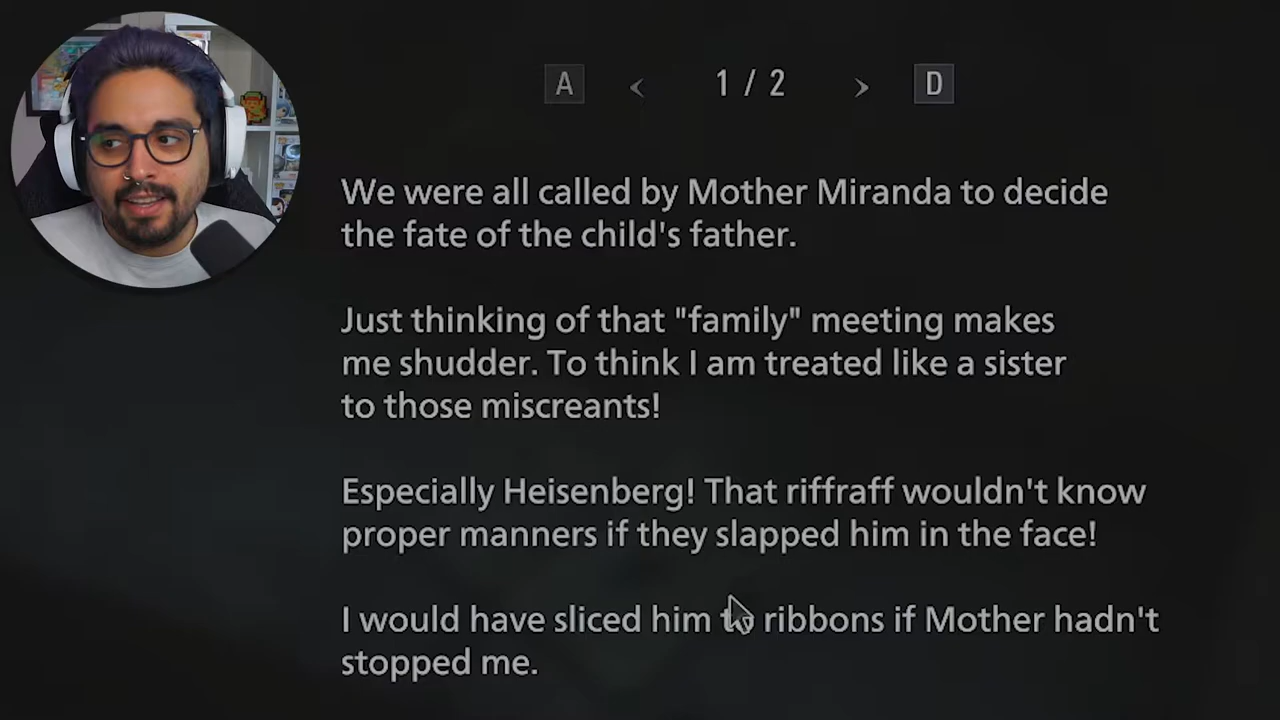 A < 1 / 2 > D
We were all called by Mother Miranda to decide
the fate of the child's father.
Just thinking of that "family" meeting makes
me shudder. To think I am treated like a sister
to those miscreants!
Especially Heisenberg! That riffraff wouldn't know
proper manners if they slapped him in the face!
I would have sliced him to ribbons if Mother hadn't
stopped me.